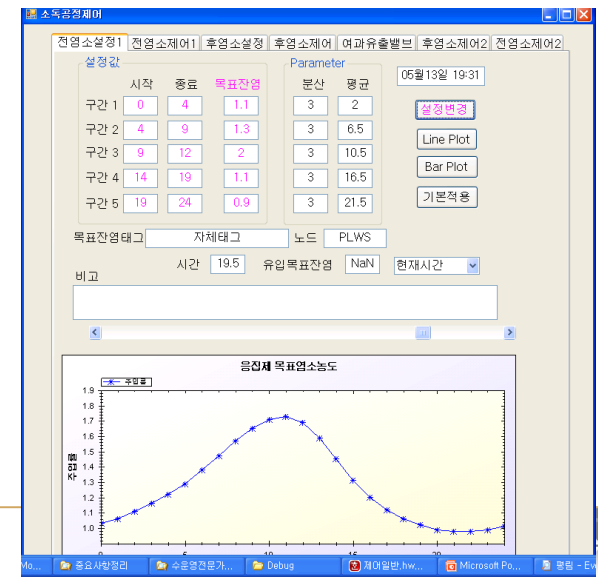 소독공정제어
전염소설정1 전염소제어1 후염소설정 후염소제어 여과유출밸브 후염소제어2 전염소제어2
설정값 Parameter
05월13일 19:31
시작 종료 목표잔염 분산 평균
구간 1 0 4 1.1 3 2
설정변경
구간 2 4 9 1.3 3 6.5
Line Plot
구간 3 9 12 2 3 10.5
Bar Plot
구간 4 14 19 1.1 3 16.5
기본적용
구간 5 19 24 0.9 3 21.5
목표잔염태그 자체태그 노드 PLWS
시간 19.5 유입목표잔염 NaN 현재시간
비고
응집제 목표염소농도
주입률
1.9
1.8
1.7
1.6
1.5
1.4
1.3
1.2
1.1
1.0
주입률
중요사항정리 수운영전문가... Debug 제어일반.hw... Microsoft Po...